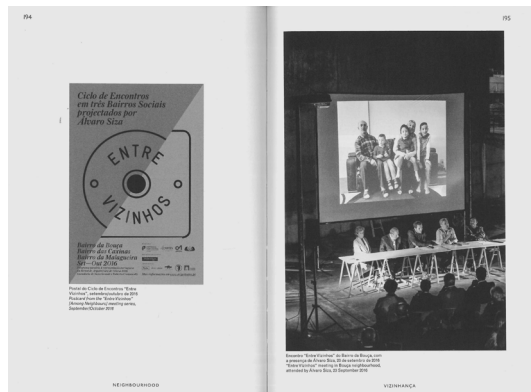 194
Ciclo de Encontros
em três Bairros Sociais
projectados por
Álvaro Siza
ENTRE
VIZINHOS
Bairro da Bouça
Bairro das Caxinas
Bairro da Malagueira
Set—Out 2016
Postal do Ciclo de Encontros "Entre
Vizinhos", setembro/outubro de 2016
Postcard from the "Entre Vizinhos"
(Among Neighbours) meeting series,
September/October 2016
NEIGHBOURHOOD
195
Encontro "Entre Vizinhos" do Bairro da Bouça, com
a presença de Álvaro Siza, 23 de setembro de 2016
"Entre Vizinhos" meeting in Bouça neighbourhood,
attended by Álvaro Siza, 23 September 2016
VIZINHANÇA